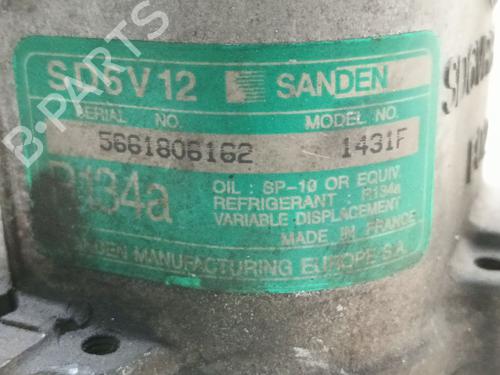 SD6V12 SANDEN
SERIAL NO. MODEL NO.
5661806162 1431F
R134a
OIL : SP-10 OR EQUIV.
REFRIGERANT : R134a
VARIABLE DISPLACEMENT
MADE IN FRANCE
SANDEN MANUFACTURING EUROPE S.A.
B-PARTS